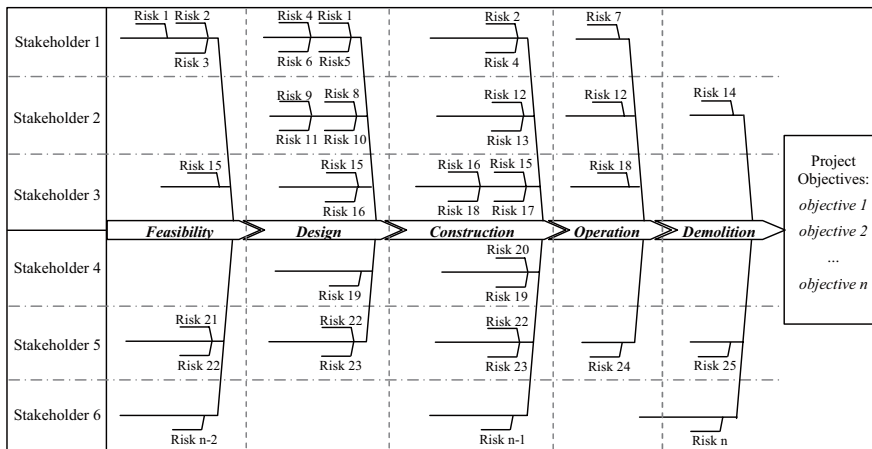 Stakeholder 1
Risk 1 Risk 2
Risk 3
Risk 4 Risk 1
Risk 6 Risk5
Risk 2
Risk 4
Risk 7
Stakeholder 2
Risk 9 Risk 8
Risk 11 Risk 10
Risk 12
Risk 13
Risk 12
Risk 14
Stakeholder 3
Risk 15
Risk 15
Risk 16
Risk 16 Risk 15
Risk 18 Risk 17
Risk 18
Feasibility Design Construction Operation Demolition
Project
Objectives:
objective 1
objective 2
...
objective n
Stakeholder 4
Risk 19
Risk 20
Risk 19
Stakeholder 5
Risk 21
Risk 22
Risk 22
Risk 23
Risk 22
Risk 23
Risk 24
Risk 25
Stakeholder 6
Risk n-2
Risk n-1
Risk n